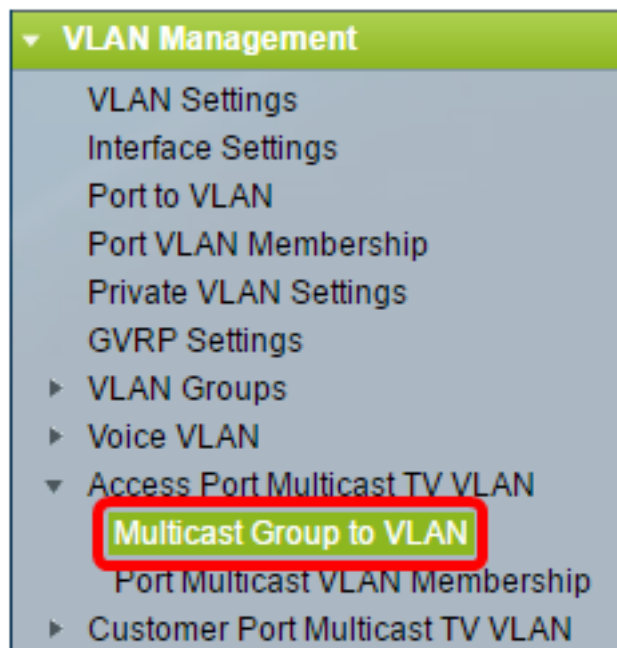 VLAN Management
VLAN Settings
Interface Settings
Port to VLAN
Port VLAN Membership
Private VLAN Settings
GVRP Settings
VLAN Groups
Voice VLAN
Access Port Multicast TV VLAN
Multicast Group to VLAN
Port Multicast VLAN Membership
Customer Port Multicast TV VLAN